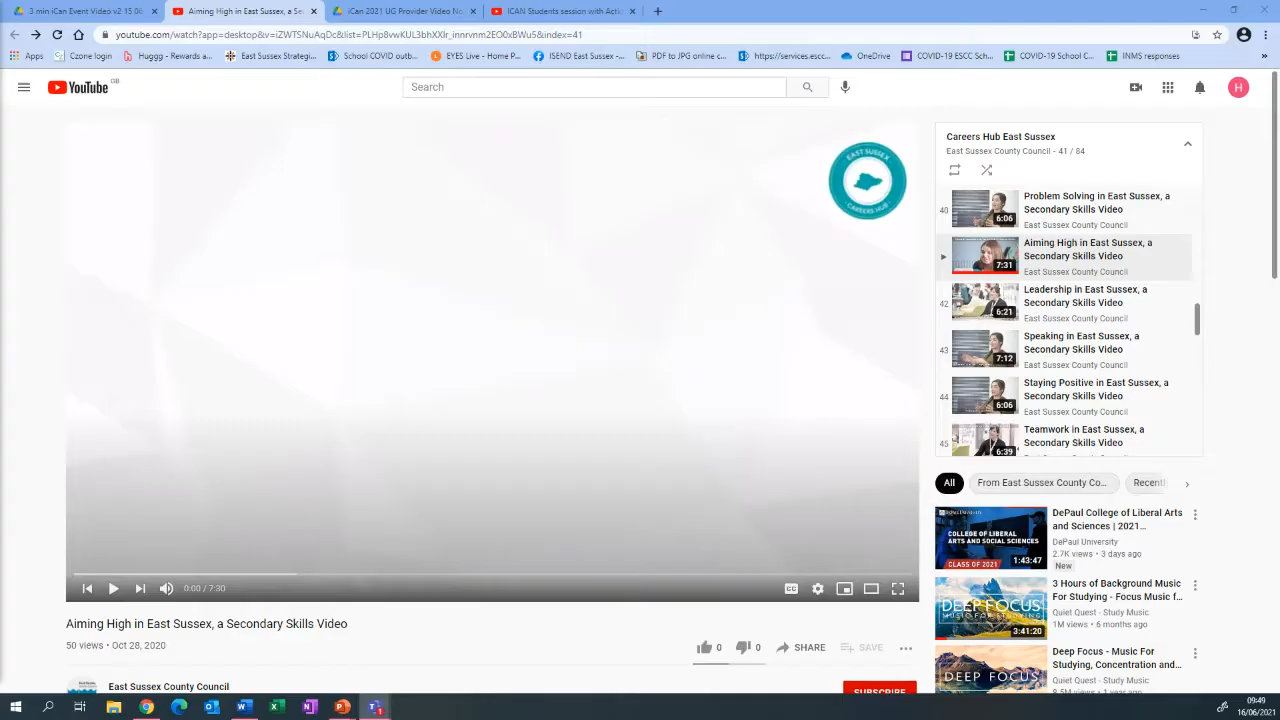 3 min iCan Event Video v2 15 06
Aiming High in East Sussex, a Se
iCan 2021 UG Provider Video No
ICAN Students session with Actio
youtube.com/watch?app=desktop&v=iZWTSNuAqDc&list=PLHp8vwKUL3bhXXIr_innrvnm2EO0xBWu5&index=41
Apps
Czone login
Huggg - Rewarding a...
East Sussex Strategi...
EYES Live - Home
ISEND East Sussex -...
PDF to JPG online c...
https://services.escc...
OneDrive
COVID-19 ESCC Sch...
COVID-19 responses
INMS responses
YouTube GB
Search
H
EAST SUSSEX
CAREERS HUB
Careers Hub East Sussex
East Sussex County Council - 41 / 84
40
6:06
Problem Solving in East Sussex, a
Secondary Skills Video
East Sussex County Council
7:31
Aiming High in East Sussex, a
Secondary Skills Video
East Sussex County Council
42
6:21
Leadership in East Sussex, a
Secondary Skills Video
East Sussex County Council
43
7:12
Speaking in East Sussex, a
Secondary Skills Video
East Sussex County Council
44
6:06
Staying Positive in East Sussex, a
Secondary Skills Video
East Sussex County Council
45
6:39
Teamwork in East Sussex, a
Secondary Skills Video
All
From East Sussex County Co...
Recentl
0:00 / 7:30
Aiming High in East Sussex, a Secondary Skills Video
50 views • Oct 28, 2020
0
0
SHARE
SAVE
East Sussex County Council
SUBSCRIBE
COLLEGE OF LIBERAL
ARTS AND SOCIAL SCIENCES
CLASS OF 2021
1:43:47
DePaul College of Liberal Arts
and Sciences | 2021...
DePaul University
2.7K views • 3 days ago
New
DEEP FOCUS
MUSIC FOR STUDYING
3:41:20
3 Hours of Background Music
For Studying - Focus Music f...
Quiet Quest - Study Music
1M views • 6 months ago
DEEP FOCUS
Deep Focus - Music For
Studying, Concentration and...
Quiet Quest - Study Music
8.5M views • 1 year ago
09:49
16/06/2021